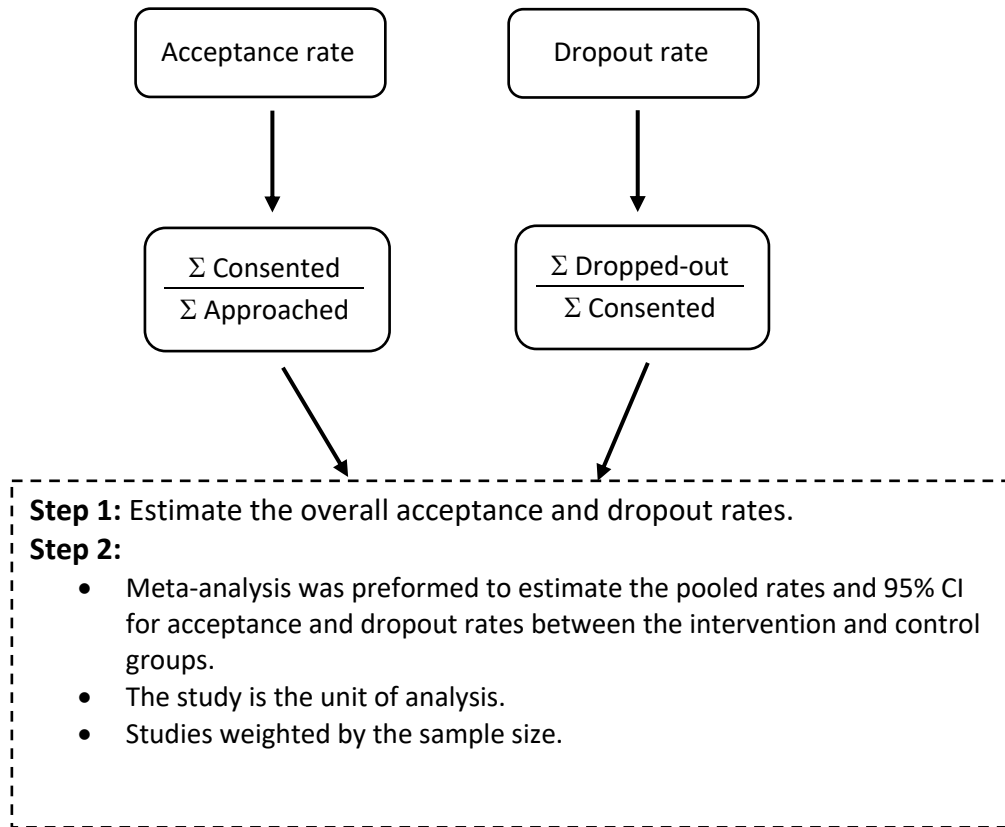 Acceptance rate
Dropout rate
Σ Consented
Σ Approached
Σ Dropped-out
Σ Consented
Step 1: Estimate the overall acceptance and dropout rates.
Step 2:
• Meta-analysis was preformed to estimate the pooled rates and 95% CI
for acceptance and dropout rates between the intervention and control
groups.
• The study is the unit of analysis.
• Studies weighted by the sample size.